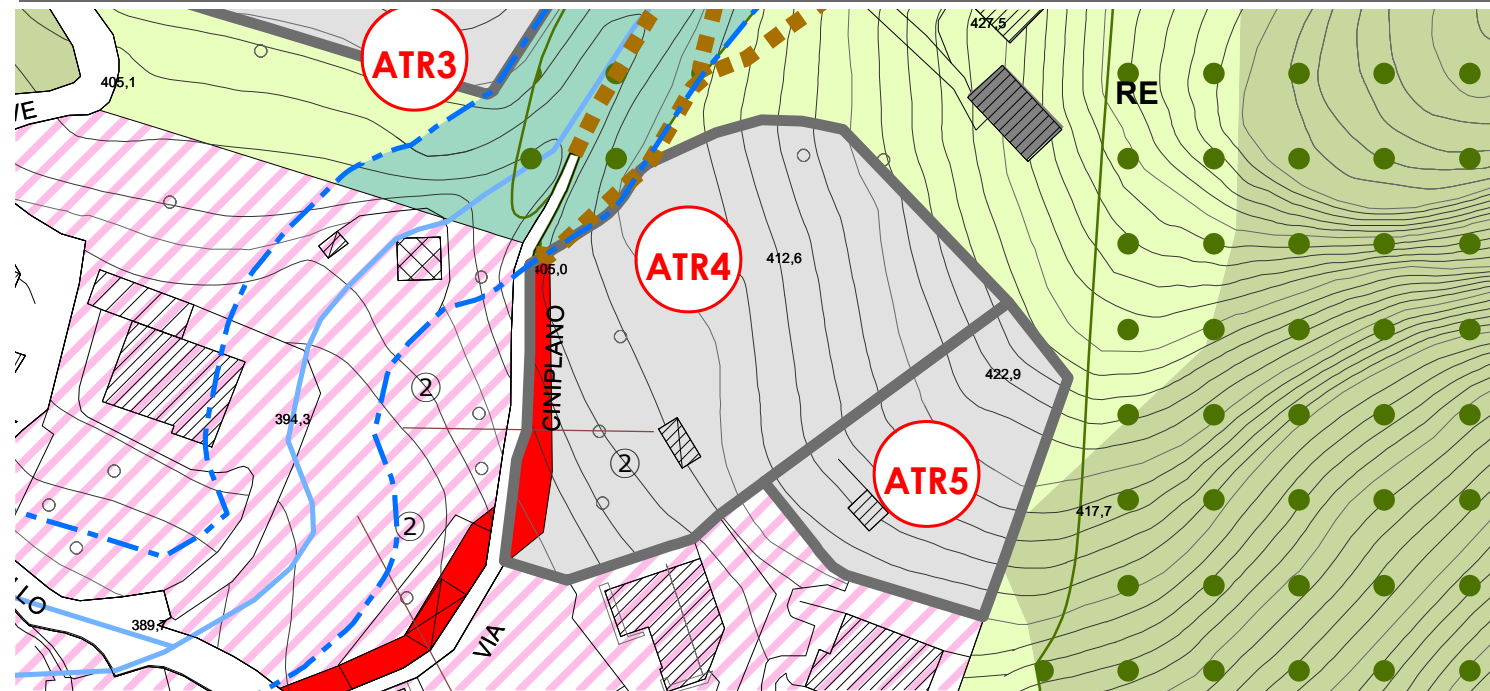 427,5
ATR3
405,1
RE
VE
ATR4
412,6
405,0
CINIPLANO
422,9
2
394,3
2
ATR5
417,7
2
LO
389,7
VIA